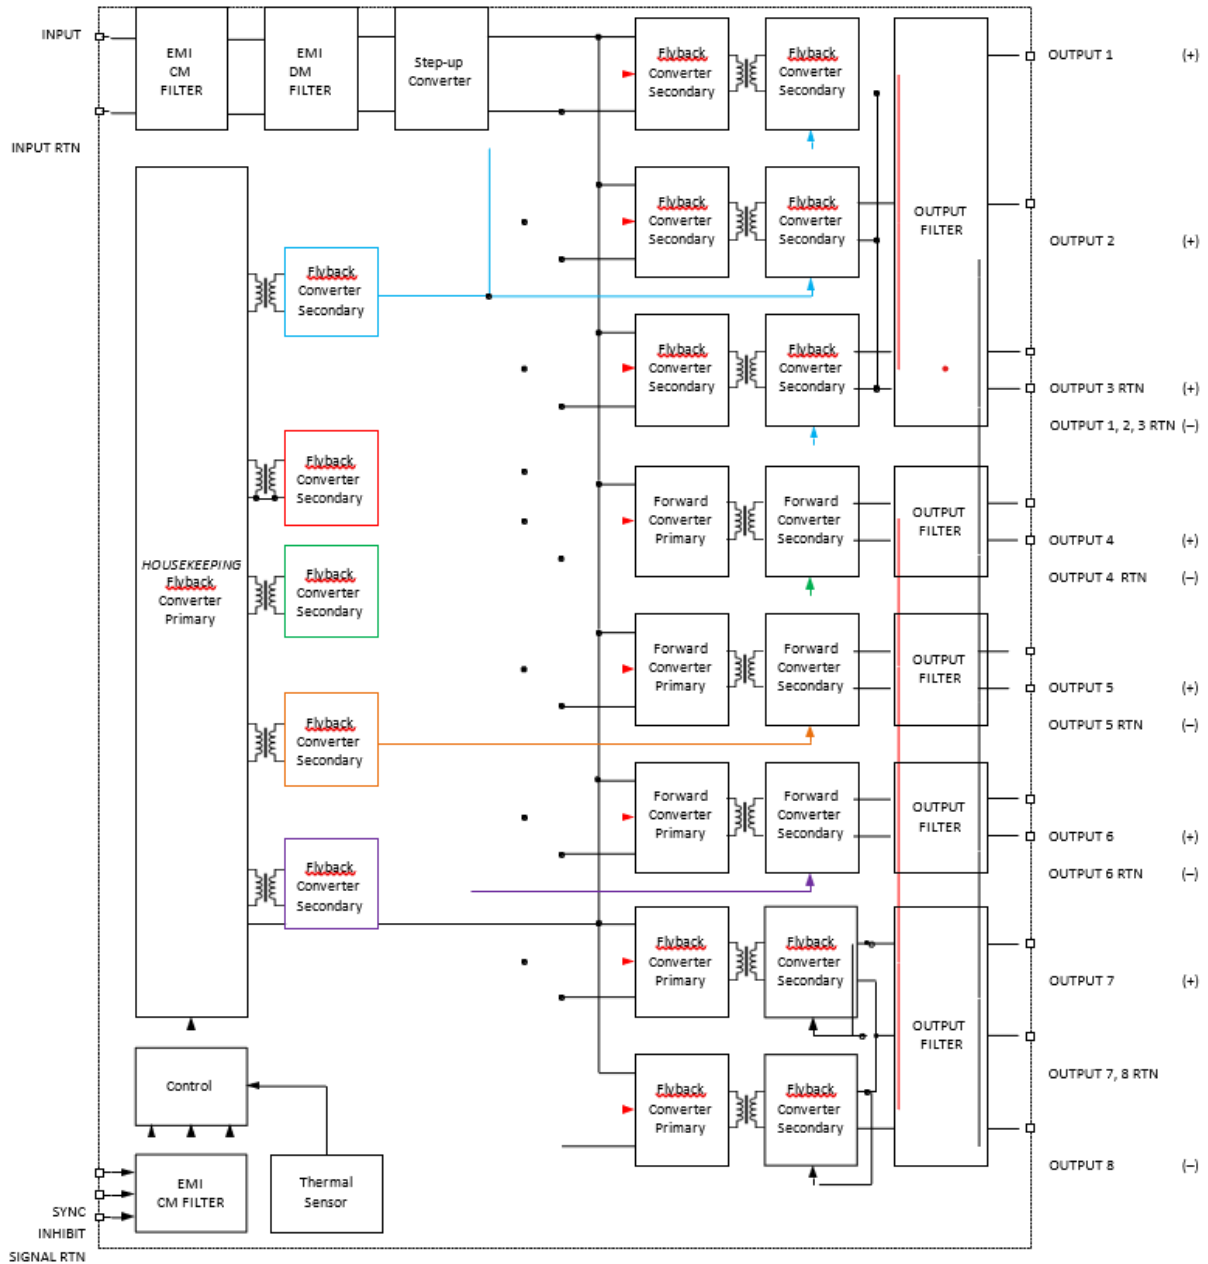 INPUT
INPUT RTN
EMI
CM
FILTER
EMI
DM
FILTER
Step-up
Converter
Flyback
Converter
Secondary
Flyback
Converter
Secondary
OUTPUT 1 (+)
Flyback
Converter
Secondary
Flyback
Converter
Secondary
OUTPUT
FILTER
OUTPUT 2 (+)
Flyback
Converter
Secondary
Flyback
Converter
Secondary
Flyback
Converter
Secondary
OUTPUT 3 RTN (+)
OUTPUT 1, 2, 3 RTN (–)
Flyback
Converter
Secondary
Forward
Converter
Primary
Forward
Converter
Secondary
OUTPUT
FILTER
OUTPUT 4 (+)
OUTPUT 4 RTN (–)
HOUSEKEEPING
Flyback
Converter
Primary
Flyback
Converter
Secondary
Forward
Converter
Primary
Forward
Converter
Secondary
OUTPUT
FILTER
OUTPUT 5 (+)
OUTPUT 5 RTN (–)
Flyback
Converter
Secondary
Forward
Converter
Primary
Forward
Converter
Secondary
OUTPUT
FILTER
OUTPUT 6 (+)
OUTPUT 6 RTN (–)
Flyback
Converter
Secondary
Flyback
Converter
Primary
Flyback
Converter
Secondary
OUTPUT 7 (+)
OUTPUT
FILTER
OUTPUT 7, 8 RTN
Control
Flyback
Converter
Primary
Flyback
Converter
Secondary
OUTPUT 8 (–)
EMI
CM FILTER
Thermal
Sensor
SYNC
INHIBIT
SIGNAL RTN